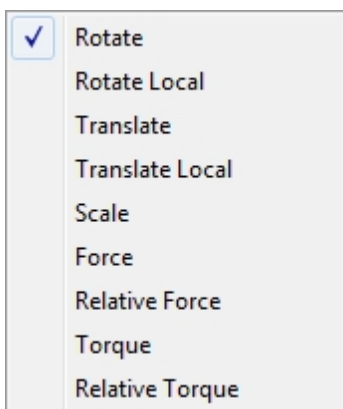 Rotate
Rotate Local
Translate
Translate Local
Scale
Force
Relative Force
Torque
Relative Torque